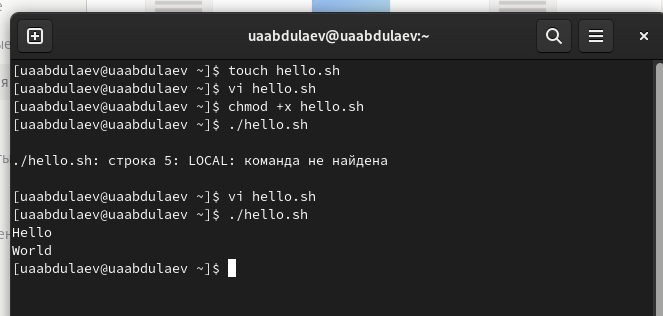 uaabdulaev@uaabdulaev:~
[uaabdulaev@uaabdulaev ~]$ touch hello.sh
[uaabdulaev@uaabdulaev ~]$ vi hello.sh
[uaabdulaev@uaabdulaev ~]$ chmod +x hello.sh
[uaabdulaev@uaabdulaev ~]$ ./hello.sh
./hello.sh: строка 5: LOCAL: команда не найдена
[uaabdulaev@uaabdulaev ~]$ vi hello.sh
[uaabdulaev@uaabdulaev ~]$ ./hello.sh
Hello
World
[uaabdulaev@uaabdulaev ~]$